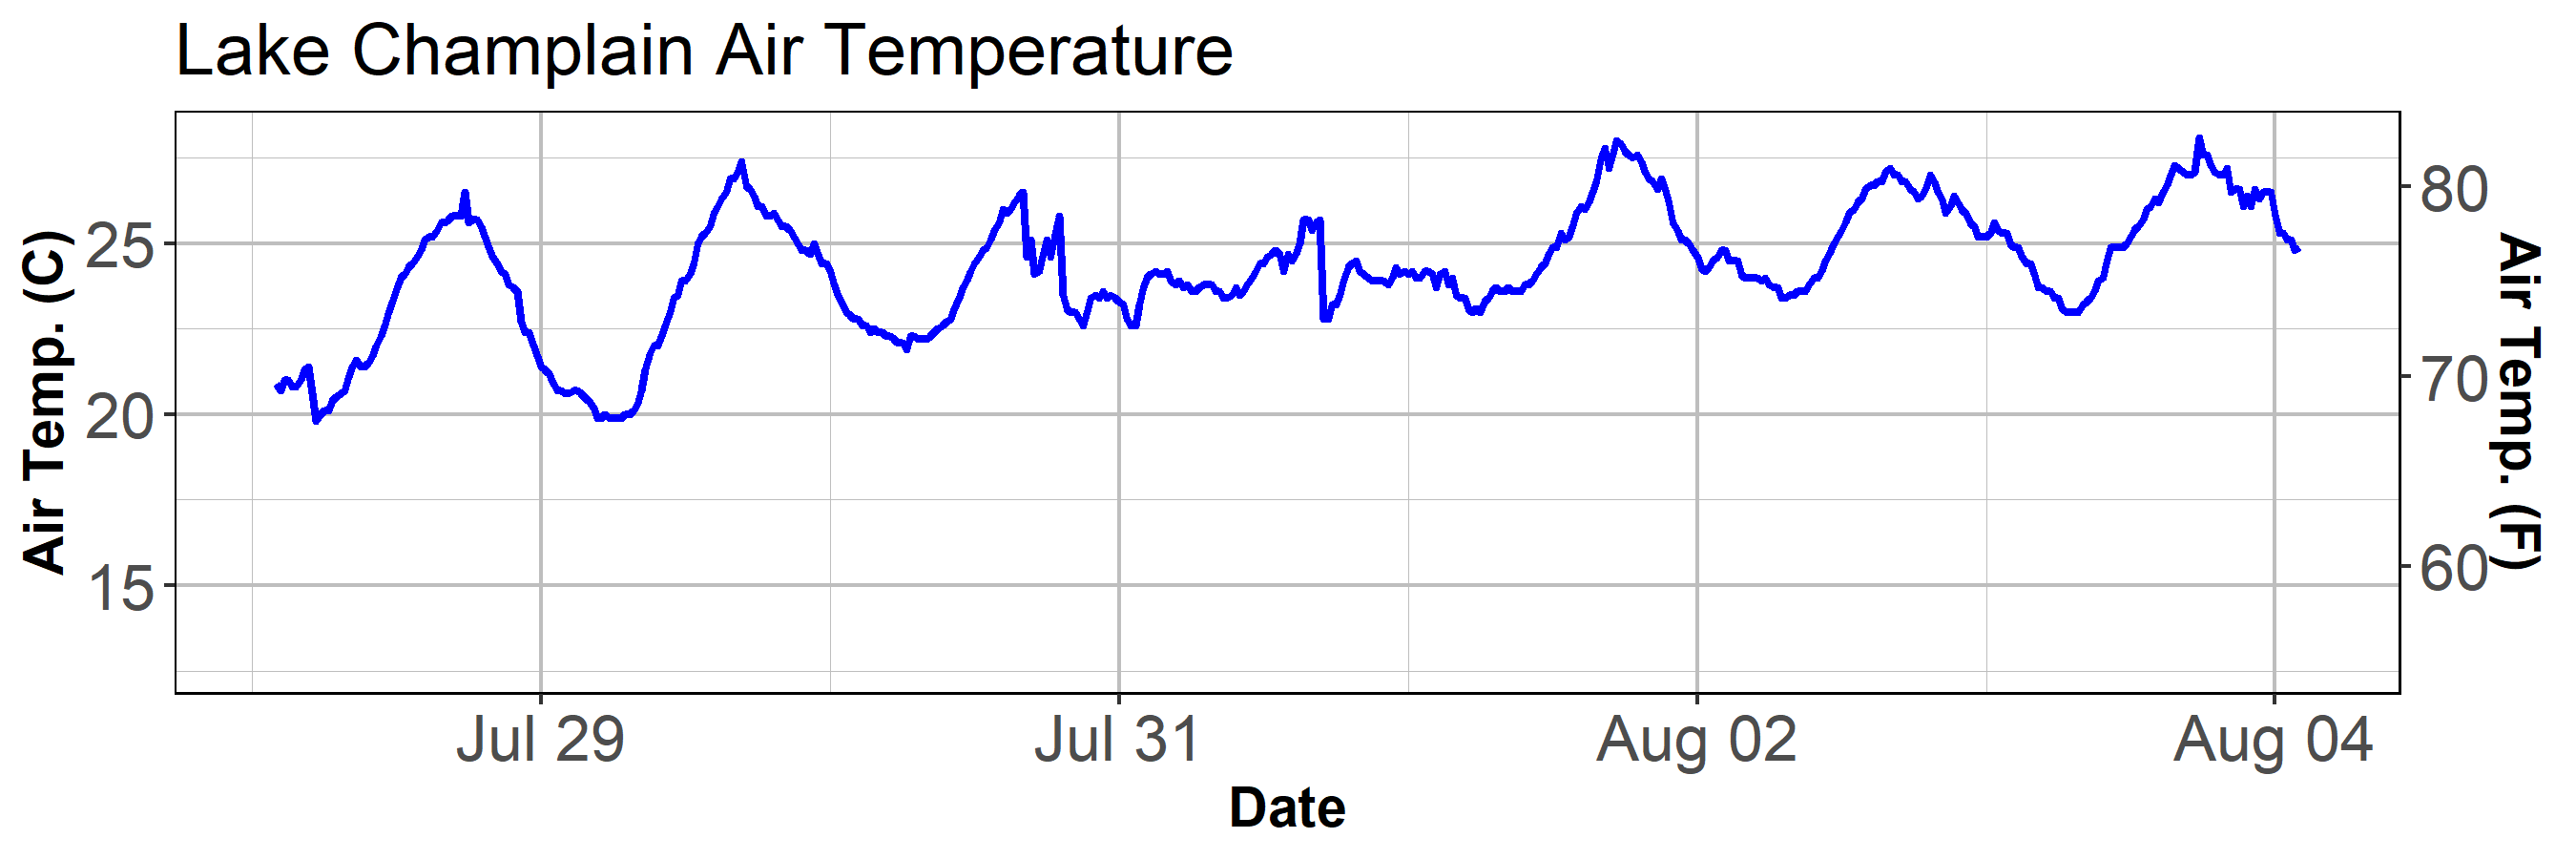 Lake Champlain Air Temperature
Air Temp. (C)
25
20
15
80
70
60
Air Temp. (F)
Jul 29
Jul 31
Aug 02
Aug 04
Date